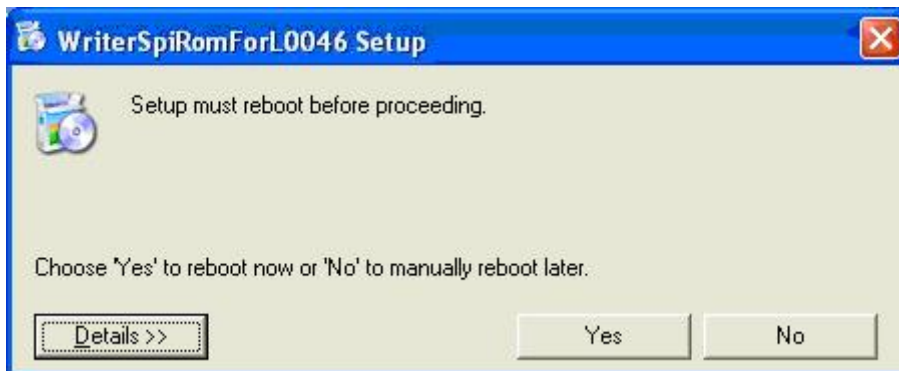 WriterSpiRomForL0046 Setup
Setup must reboot before proceeding.
Choose 'Yes' to reboot now or 'No' to manually reboot later.
Details >>
Yes
No